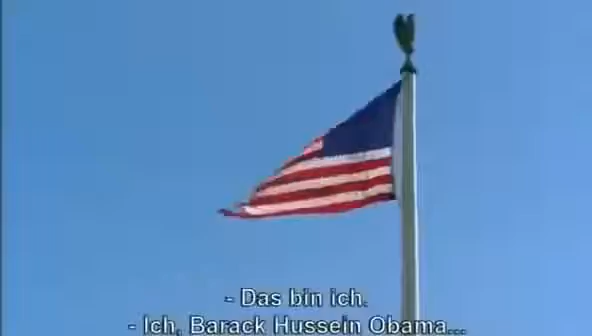 - Das bin ich.
- Ich, Barack Hussein Obama...